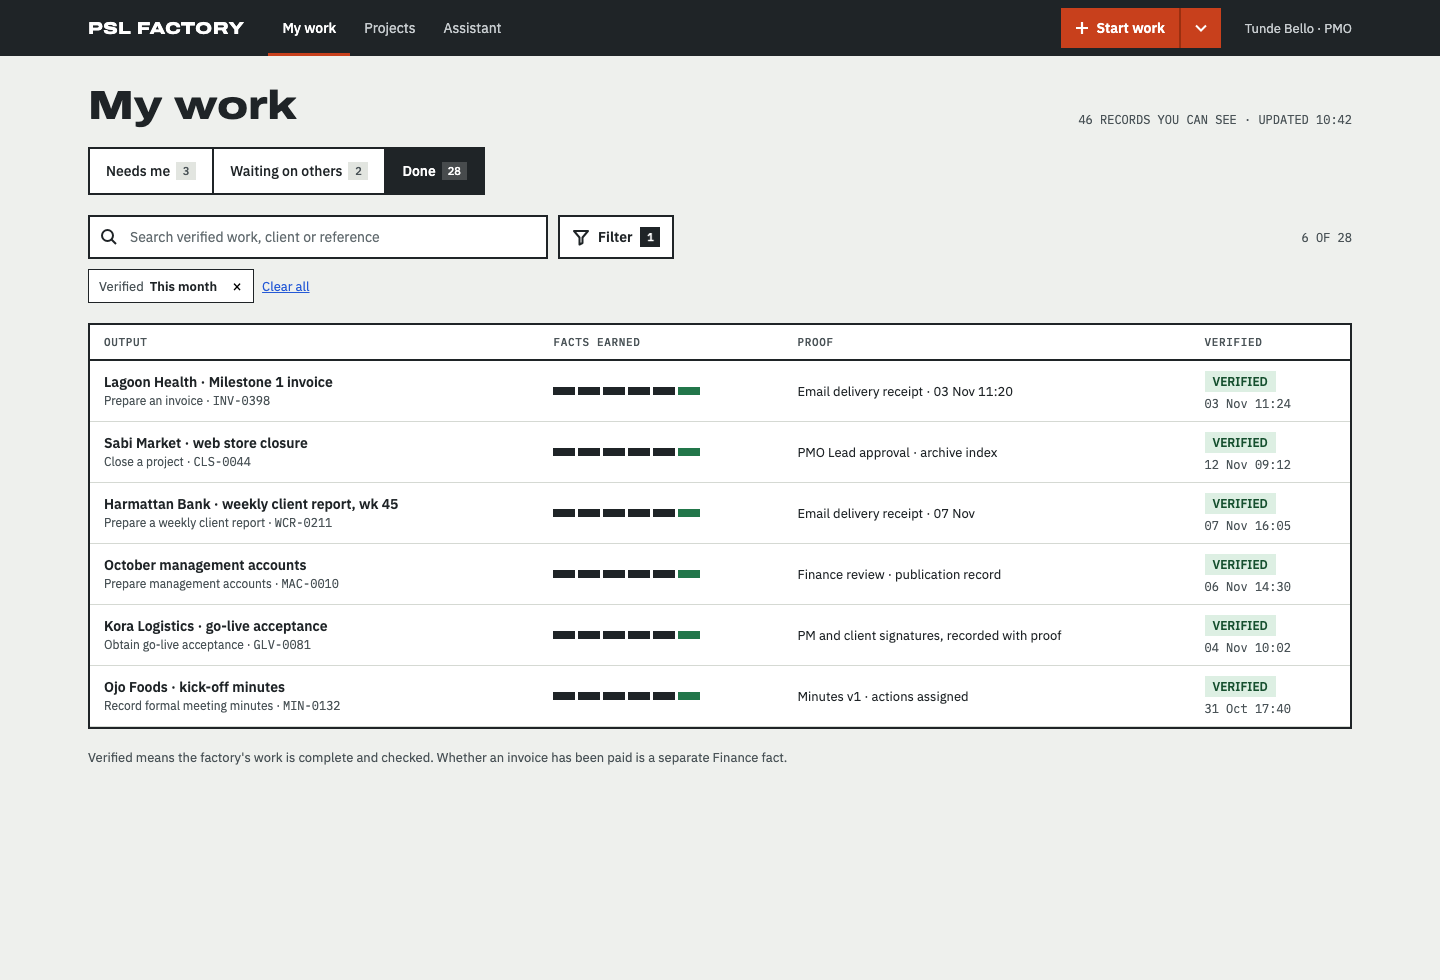 PSL FACTORY
My work
Projects
Assistant
Start work
Tunde Bello · PMO
My work
46 RECORDS YOU CAN SEE · UPDATED 10:42
Needs me 3
Waiting on others 2
Done 28
Search verified work, client or reference
Filter 1
6 OF 28
Verified This month ×
Clear all
OUTPUT FACTS EARNED PROOF VERIFIED
Lagoon Health · Milestone 1 invoice
Prepare an invoice · INV-0398
Email delivery receipt · 03 Nov 11:20
VERIFIED
03 Nov 11:24
Sabi Market · web store closure
Close a project · CLS-0044
PMO Lead approval · archive index
VERIFIED
12 Nov 09:12
Harmattan Bank · weekly client report, wk 45
Prepare a weekly client report · WCR-0211
Email delivery receipt · 07 Nov
VERIFIED
07 Nov 16:05
October management accounts
Prepare management accounts · MAC-0010
Finance review · publication record
VERIFIED
06 Nov 14:30
Kora Logistics · go-live acceptance
Obtain go-live acceptance · GLV-0081
PM and client signatures, recorded with proof
VERIFIED
04 Nov 10:02
Ojo Foods · kick-off minutes
Record formal meeting minutes · MIN-0132
Minutes v1 · actions assigned
VERIFIED
31 Oct 17:40
Verified means the factory's work is complete and checked. Whether an invoice has been paid is a separate Finance fact.